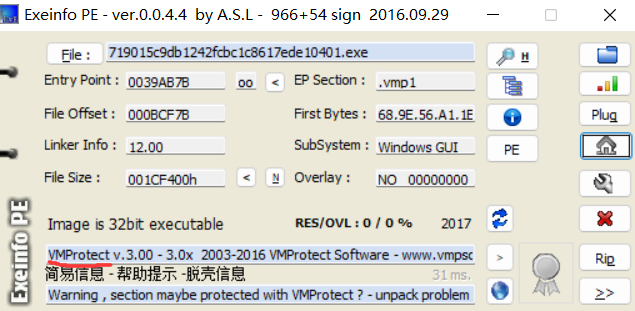 Exeinfo PE - ver.0.0.4.4 by A.S.L - 966+54 sign 2016.09.29
File : 719015c9db1242fcbc1c8617ede10401.exe H
Entry Point : 0039AB7B oo < EP Section : .vmp1
File Offset : 000BCF7B First Bytes : 68.9E.56.A1.1E Plug
Linker Info : 12.00 SubSystem : Windows GUI PE
File Size : 001CF400h < N Overlay : NO 00000000
Image is 32bit executable RES/OVL : 0 / 0 % 2017
Exeinfo PE
VMProtect v.3.00 - 3.0x 2003-2016 VMProtect Software - www.vmpsc > Rip
简易信息 - 帮助提示 -脱壳信息 31 ms.
Warning , section maybe protected with VMProtect ? - unpack problem >>